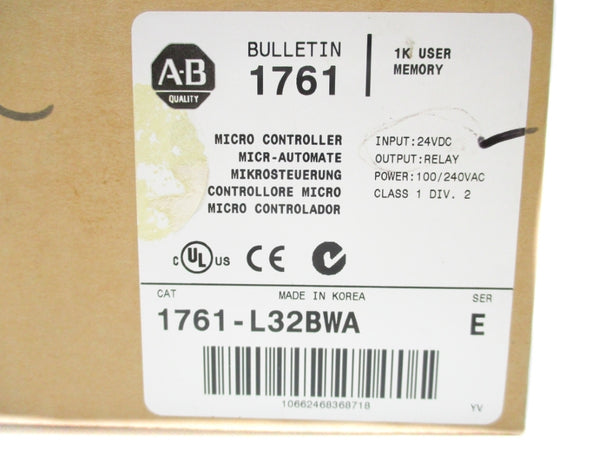 A-B
QUALITY
BULLETIN
1761
1K USER
MEMORY
MICRO CONTROLLER
MICR-AUTOMATE
MIKROSTEUERUNG
CONTROLLORE MICRO
MICRO CONTROLADOR
INPUT:24VDC
OUTPUT:RELAY
POWER:100/240VAC
CLASS 1 DIV. 2
C UL US CE
CAT
MADE IN KOREA
SER
1761-L32BWA
E
10662468368718
YV